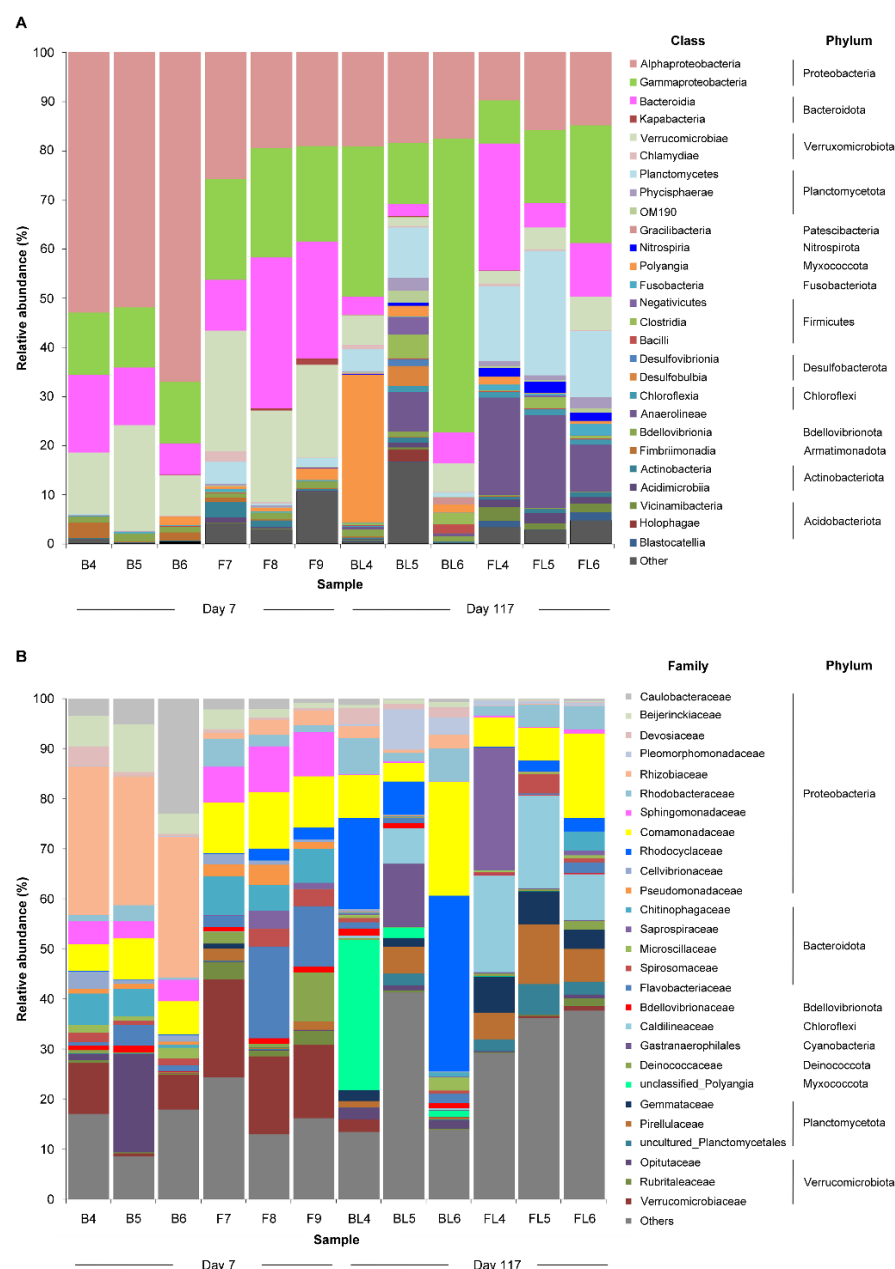 A
Class Phylum
100
90
80
70
60
50
40
30
20
10
0
Relative abundance (%)
Alphaproteobacteria
Gammaproteobacteria
Proteobacteria
Bacteroidia
Kapabacteria
Bacteroidota
Verrucomicrobiae
Chlamydiae
Verruxomicrobiota
Planctomycetes
Phycisphaerae
OM190
Planctomycetota
Gracilibacteria Patescibacteria
Nitrospiria Nitrospirota
Polyangia Myxococcota
Fusobacteria Fusobacteriota
Negativicutes
Clostridia
Bacilli
Firmicutes
Desulfovibrionia
Desulfobulbia
Desulfobacterota
Chloroflexia
Anaerolineae
Chloroflexi
Bdellovibrionia Bdellovibrionota
Fimbriimonadia Armatimonadota
Actinobacteria
Acidimicrobiia
Actinobacteriota
Vicinamibacteria
Holophagae
Blastocatellia
Acidobacteriota
Other
B4 B5 B6 F7 F8 F9 BL4 BL5 BL6 FL4 FL5 FL6
Sample
Day 7 Day 117
B
Family Phylum
100
90
80
70
60
50
40
30
20
10
0
Relative abundance (%)
Caulobacteraceae
Beijerinckiaceae
Devosiaceae
Pleomorphomonadaceae
Rhizobiaceae
Rhodobacteraceae
Sphingomonadaceae
Comamonadaceae
Rhodocyclaceae
Cellvibrionaceae
Pseudomonadaceae
Proteobacteria
Chitinophagaceae
Saprospiraceae
Microscillaceae
Spirosomaceae
Flavobacteriaceae
Bacteroidota
Bdellovibrionaceae Bdellovibrionota
Caldilineaceae Chloroflexi
Gastranaerophilales Cyanobacteria
Deinococcaceae Deinococcota
unclassified_Polyangia Myxococcota
Gemmataceae
Pirellulaceae
uncultured_Planctomycetales
Planctomycetota
Opitutaceae
Rubritaleaceae
Verrucomicrobiaceae
Verrucomicrobiota
Others
B4 B5 B6 F7 F8 F9 BL4 BL5 BL6 FL4 FL5 FL6
Sample
Day 7 Day 117